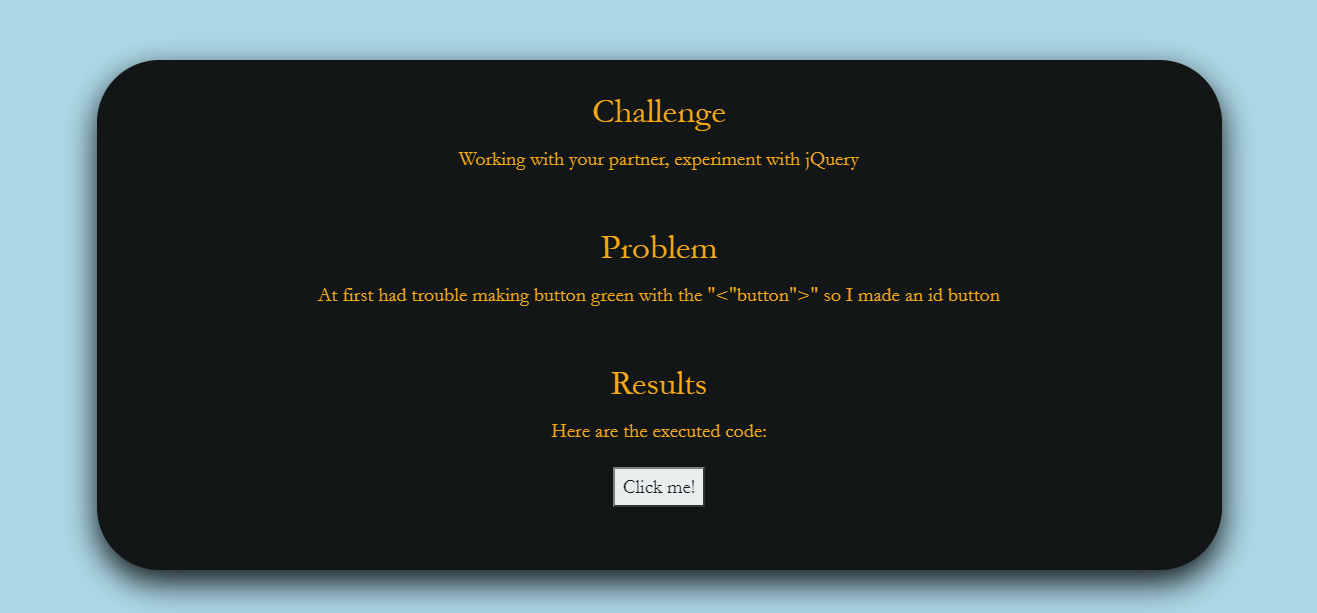 Challenge
Working with your partner, experiment with jQuery
Problem
At first had trouble making button green with the "<"button">" so I made an id button
Results
Here are the executed code:
Click me!